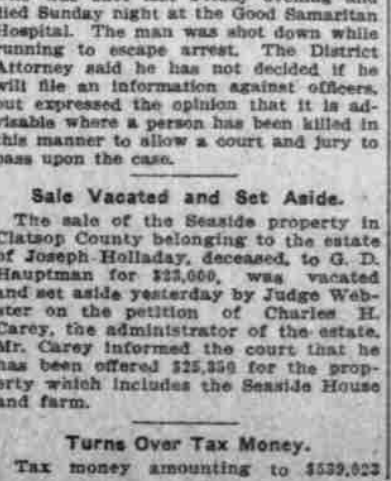 died Sunday night at the Good Samaritan
Hospital. The man was shot down while
running to escape arrest. The District
Attorney said he has not decided if he
will file an information against officers,
but expressed the opinion that it is ad-
visable where a person has been killed in
this manner to allow a court and jury to
pass upon the case.
Sale Vacated and Set Aside.
The sale of the Seaside property in
Clatsop County belonging to the estate
of Joseph Holladay, deceased, to G. D.
Hauptman for $23,000, was vacated
and set aside yesterday by Judge Web-
ster on the petition of Charles H.
Carey, the administrator of the estate.
Mr. Carey informed the court that he
has been offered $25,350 for the prop-
erty which includes the Seaside House
and farm.
Turns Over Tax Money.
Tax money amounting to $539,023